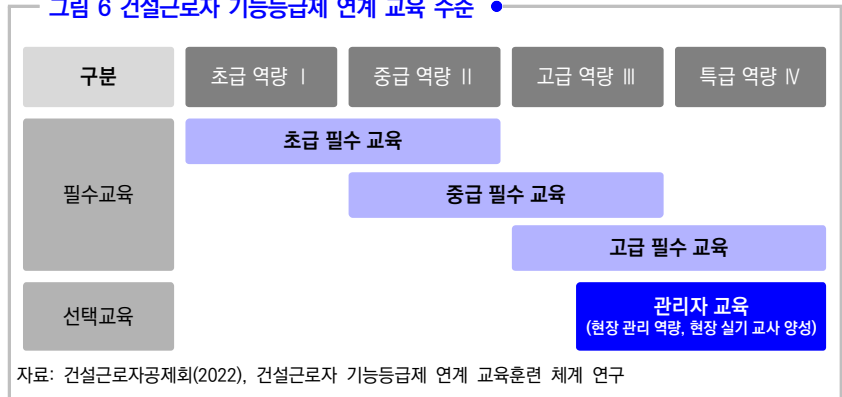 그림 6 건설근로자 기능등급제 연계 교육 수준
구분 초급 역량 Ⅰ 중급 역량 Ⅱ 고급 역량 Ⅲ 특급 역량 Ⅳ
초급 필수 교육
필수교육 중급 필수 교육
고급 필수 교육
선택교육 관리자 교육
(현장 관리 역량, 현장 실기 교사 양성)
자료: 건설근로자공제회(2022), 건설근로자 기능등급제 연계 교육훈련 체계 연구